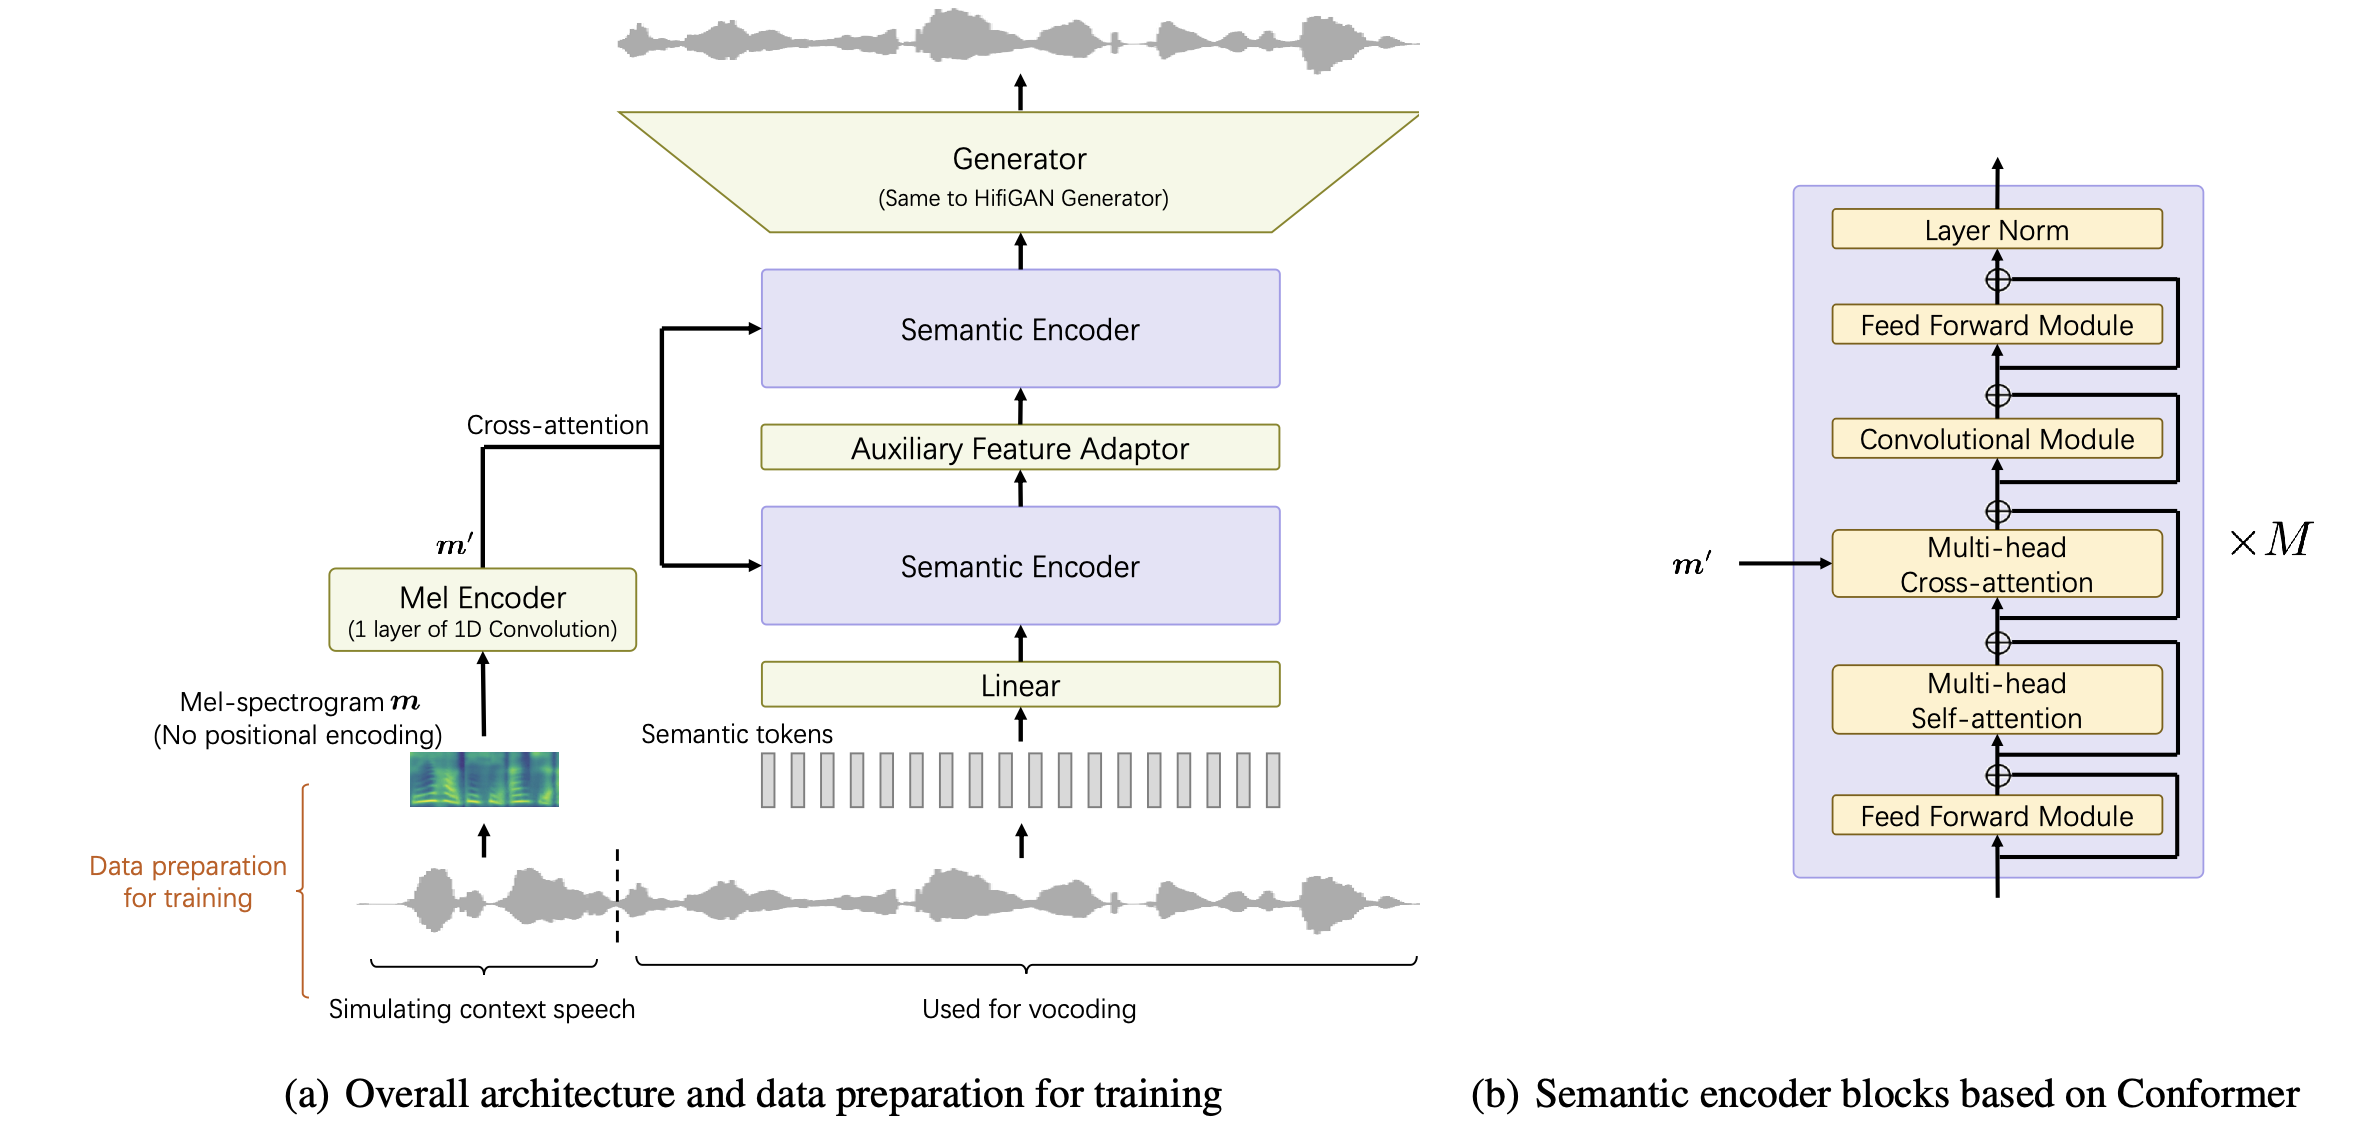 Generator
(Same to HifiGAN Generator)
Semantic Encoder
Cross-attention
Auxiliary Feature Adaptor
m′
Semantic Encoder
Mel Encoder
(1 layer of 1D Convolution)
Linear
Mel-spectrogram m
(No positional encoding)
Semantic tokens
Data preparation
for training
Simulating context speech
Used for vocoding
(a) Overall architecture and data preparation for training
Layer Norm
Feed Forward Module
Convolutional Module
Multi-head
Cross-attention
m′
×M
Multi-head
Self-attention
Feed Forward Module
(b) Semantic encoder blocks based on Conformer